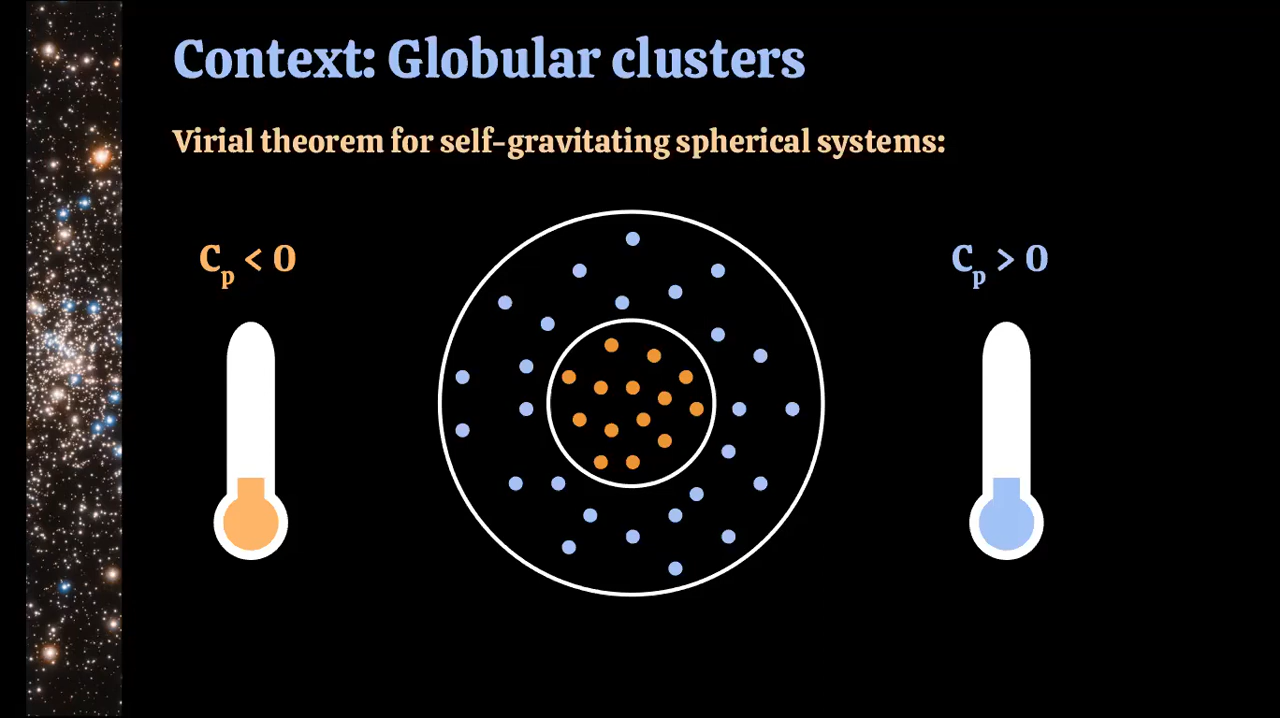 Context: Globular clusters
Virial theorem for self-gravitating spherical systems:
Cp < 0
Cp > 0